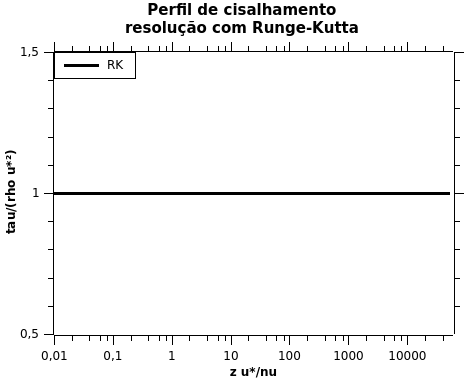 Perfil de cisalhamento
resolução com Runge-Kutta
1,5
RK
tau/(rho u*²)
1
0,5
0,01 0,1 1 10 100 1000 10000
z u*/nu